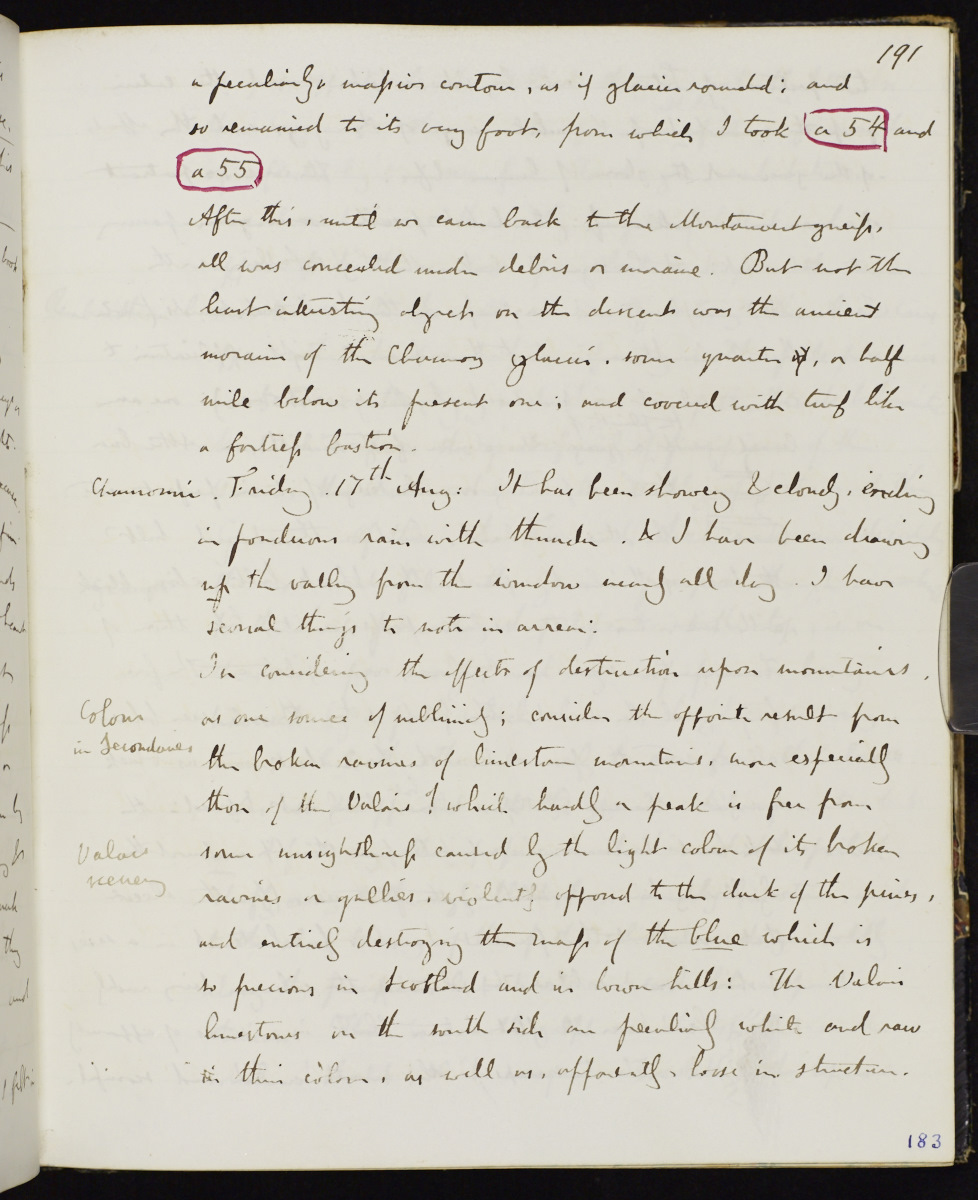 191
a peculiarly massive contour, as if glacier rounded; and
so remained to its very foot, from which I took a 54 and
a 55
After this, until we came back to the Montanvert gneiss,
all was concealed under debris or moraine. But not the
least interesting objects on the descent was the ancient
moraine of the Chamony glacier, some quarter of, or half
mile below its present one; and covered with turf like
a fortress bastion.
Chamouni. Friday. 17th Aug: It has been showery & cloudy, ending
in ponderous rain with thunder. & I have been drawing
up the valley from the window nearly all day. I have
several things to note in arrear:
In considering the effects of destruction upon mountains,
Colour
as one source of sublimity; consider the opposite result from
in Secondaries
the broken ravines of limestone mountains, more especially
those of the Valais of which hardly a peak is free from
Valais
some unsightliness caused by the light colour of its broken
scenery
ravines or gullies, violently opposed to the dark of the pines,
and entirely destroying the mass of the blue which is
so precious in Scotland and in lower hills: The Valais
limestones on the south side are peculiarly white and raw
in their colour, as well as, apparently, loose in structure.
183